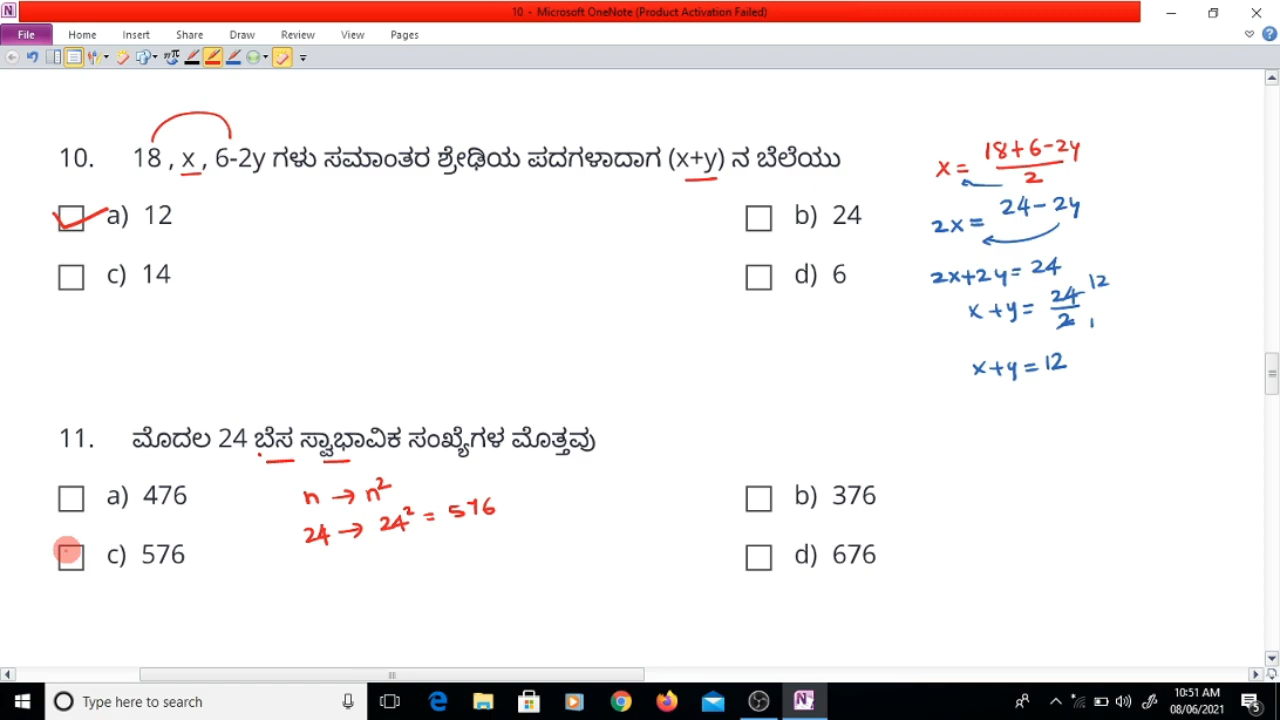 10 - Microsoft OneNote (Product Activation Failed)
File Home Insert Share Draw Review View Pages
10. 18 , x , 6-2y ಗಳು ಸಮಾಂತರ ಶ್ರೇಢಿಯ ಪದಗಳಾದಾಗ (x+y) ನ ಬೆಲೆಯು
a) 12
b) 24
c) 14
d) 6
x = 18+6-2y
2
2x = 24-2y
2x+2y = 24
x+y = 24 12
2 1
x+y = 12
11. ಮೊದಲ 24 ಬೆಸ ಸ್ವಾಭಾವಿಕ ಸಂಖ್ಯೆಗಳ ಮೊತ್ತವು
a) 476
b) 376
c) 576
d) 676
n → n²
24 → 24² = 576
Type here to search
10:51 AM
08/06/2021
5